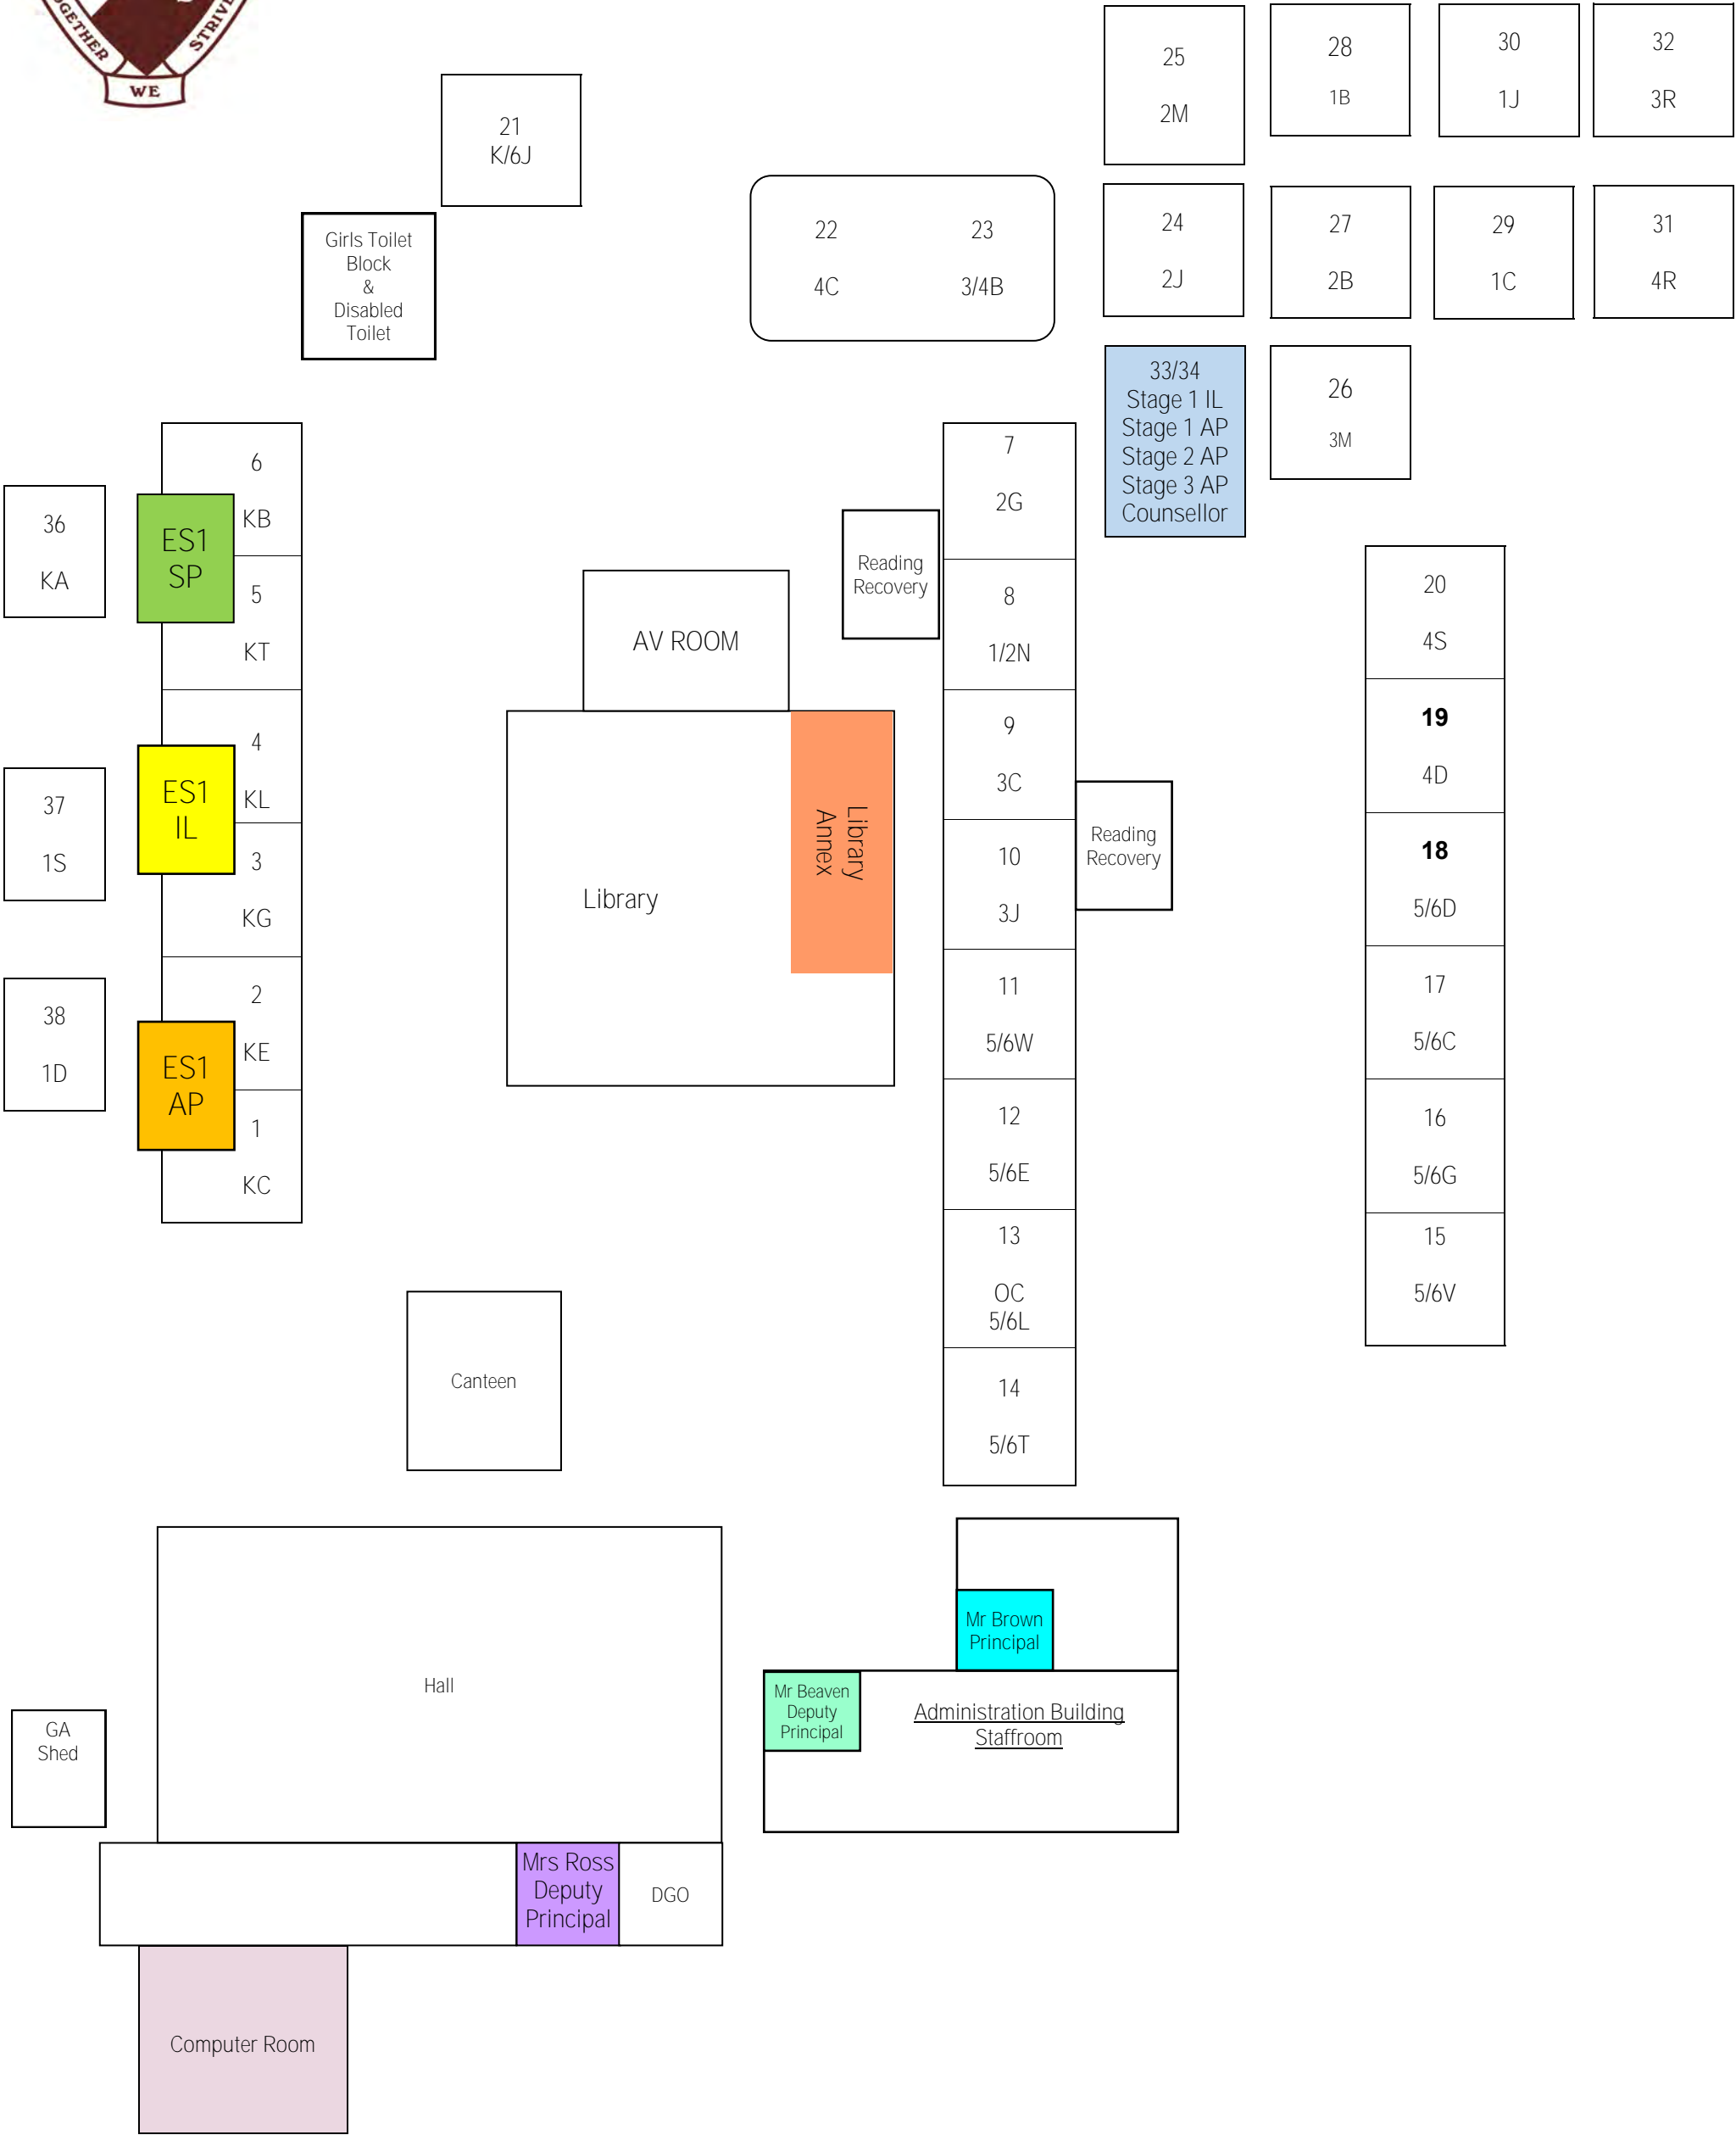 TOGETHER
WE
STRIVE
25
2M
28
1B
30
1J
32
3R
21
K/6J
22
4C
23
3/4B
24
2J
27
2B
29
1C
31
4R
Girls Toilet
Block
&
Disabled
Toilet
33/34
Stage 1 IL
Stage 1 AP
Stage 2 AP
Stage 3 AP
Counsellor
26
3M
36
KA
37
1S
38
1D
ES1
SP
ES1
IL
ES1
AP
6
KB
5
KT
4
KL
3
KG
2
KE
1
KC
AV ROOM
Library
Library
Annex
Reading
Recovery
7
2G
8
1/2N
9
3C
10
3J
11
5/6W
12
5/6E
13
OC
5/6L
14
5/6T
Reading
Recovery
20
4S
19
4D
18
5/6D
17
5/6C
16
5/6G
15
5/6V
Canteen
Hall
Mr Brown
Principal
Mr Beaven
Deputy
Principal
Administration Building
Staffroom
GA
Shed
Mrs Ross
Deputy
Principal
DGO
Computer Room